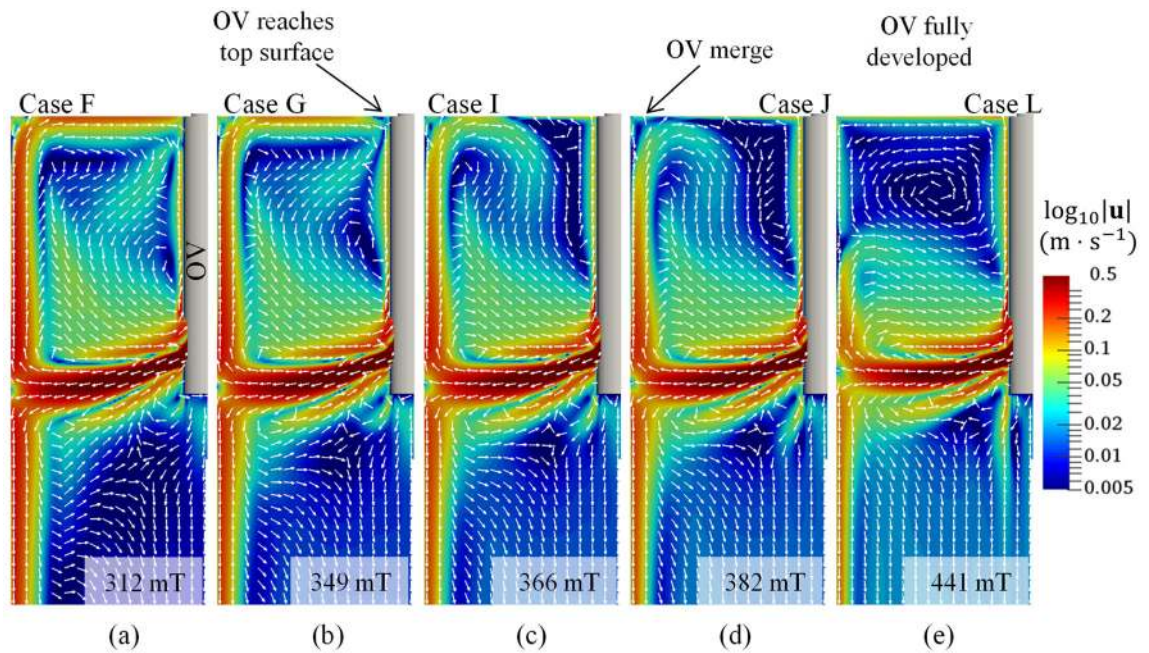 OV reaches
top surface
OV merge
OV fully
developed
Case F
Case G
Case I
Case J
Case L
OV
log₁₀|u|
(m · s⁻¹)
0.5
0.2
0.1
0.05
0.02
0.01
0.005
312 mT
349 mT
366 mT
382 mT
441 mT
(a)
(b)
(c)
(d)
(e)